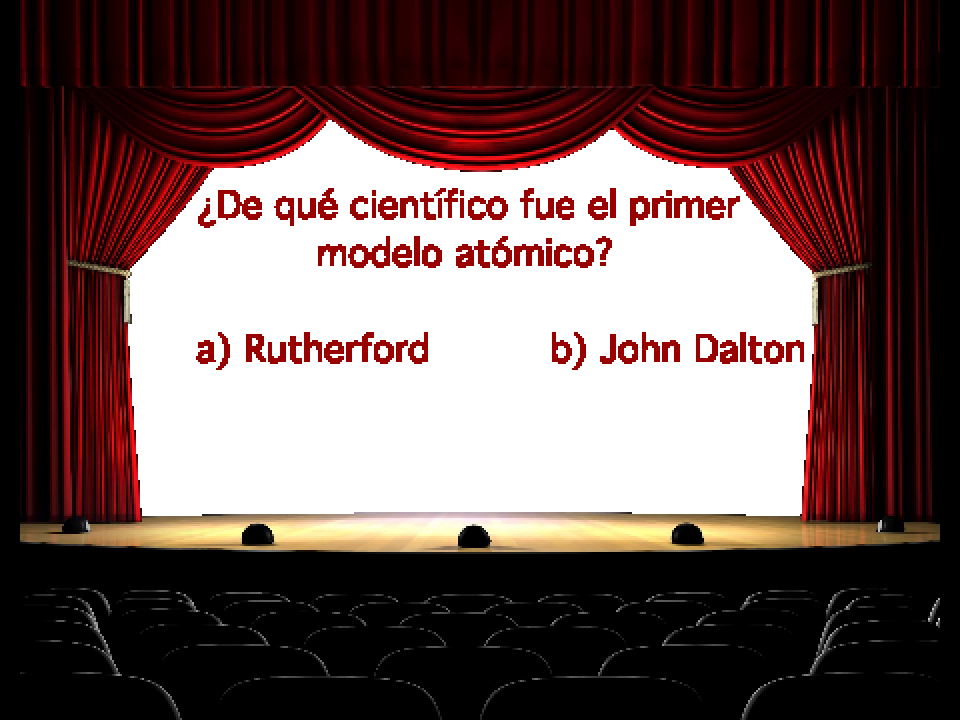 ¿De qué científico fue el primer
modelo atómico?
a) Rutherford b) John Dalton